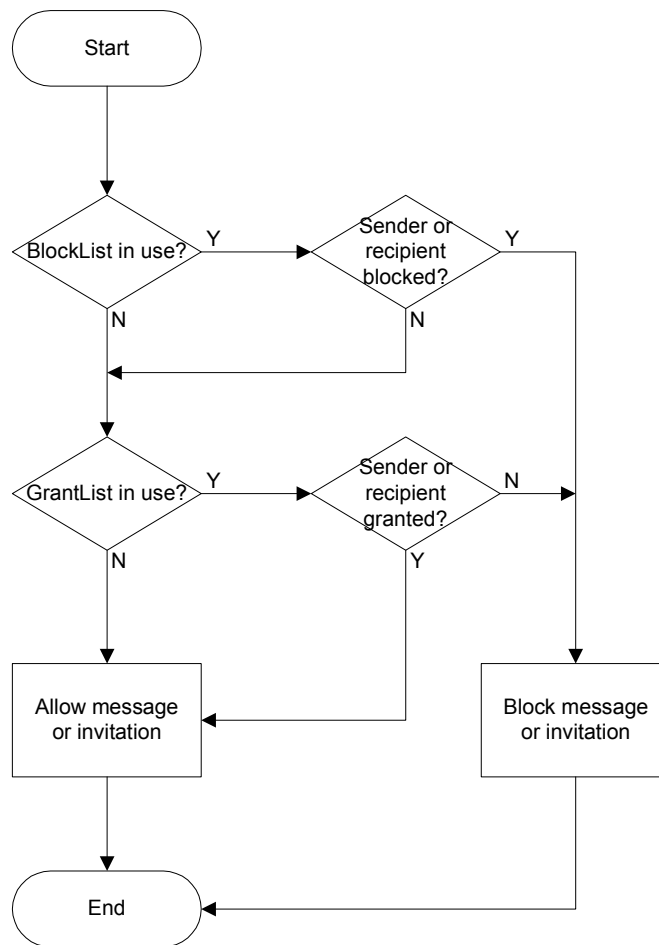 Start
BlockList in use?
Y
Sender or
recipient
blocked?
Y
N
N
GrantList in use?
Y
Sender or
recipient
granted?
N
N
Y
Allow message
or invitation
Block message
or invitation
End